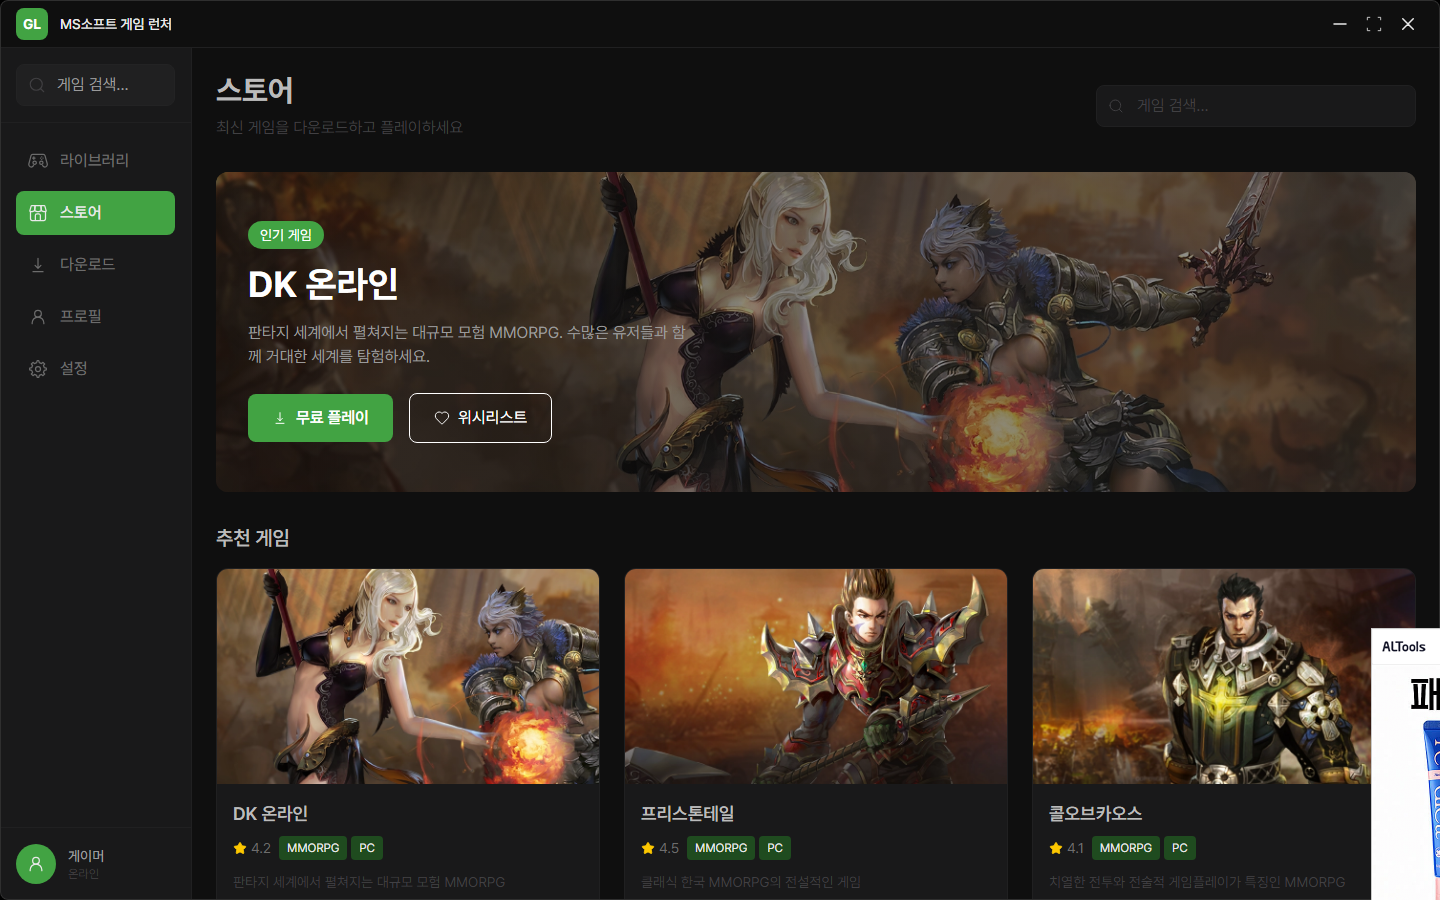 GL
MS소프트 게임 런처
게임 검색...
라이브러리
스토어
다운로드
프로필
설정
게이머
온라인
스토어
최신 게임을 다운로드하고 플레이하세요
게임 검색...
인기 게임
DK 온라인
판타지 세계에서 펼쳐지는 대규모 모험 MMORPG. 수많은 유저들과 함
께 거대한 세계를 탐험하세요.
무료 플레이
위시리스트
추천 게임
DK 온라인
4.2 MMORPG PC
판타지 세계에서 펼쳐지는 대규모 모험 MMORPG
프리스톤테일
4.5 MMORPG PC
클래식 한국 MMORPG의 전설적인 게임
콜오브카오스
4.1 MMORPG PC
치열한 전투와 전술적 게임플레이가 특징인 MMORPG
ALTools